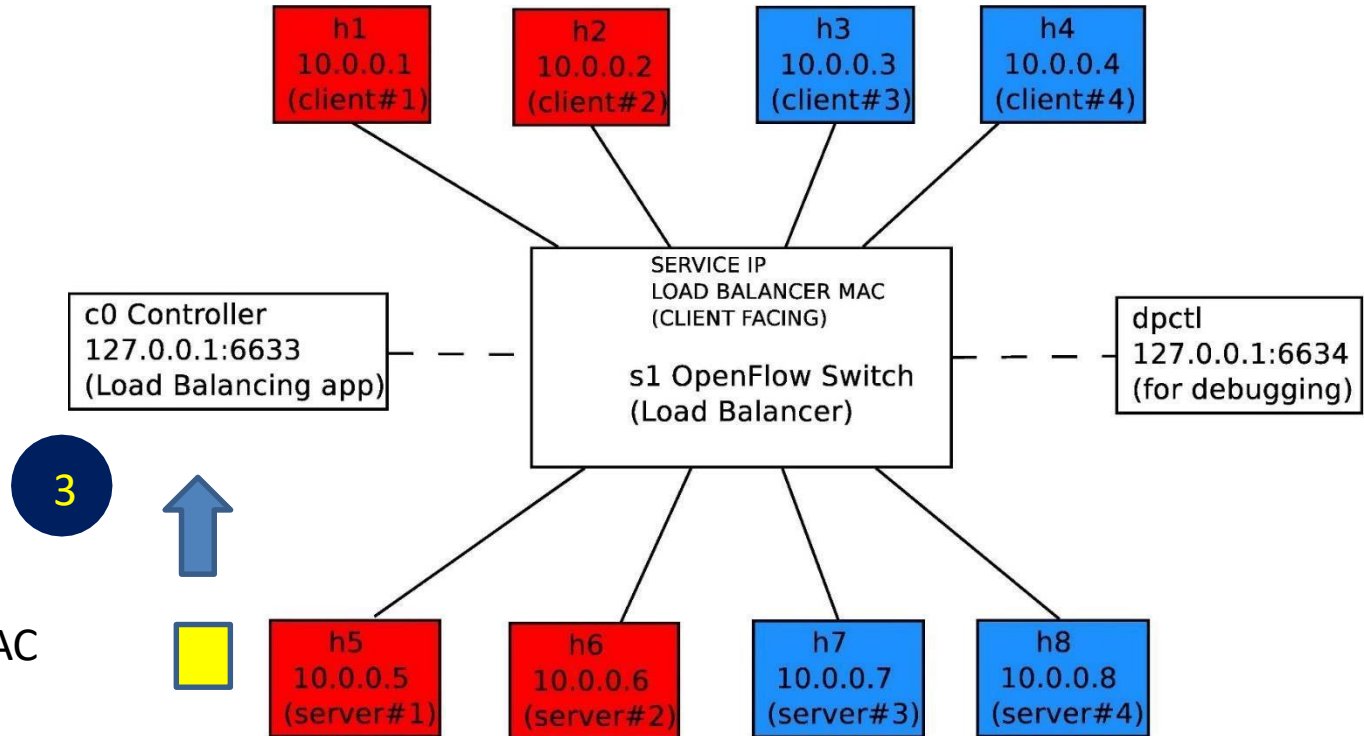 h1
10.0.0.1
(client#1)
h2
10.0.0.2
(client#2)
h3
10.0.0.3
(client#3)
h4
10.0.0.4
(client#4)
SERVICE IP
LOAD BALANCER MAC
(CLIENT FACING)
s1 OpenFlow Switch
(Load Balancer)
c0 Controller
127.0.0.1:6633
(Load Balancing app)
dpctl
127.0.0.1:6634
(for debugging)
3
AC
h5
10.0.0.5
(server#1)
h6
10.0.0.6
(server#2)
h7
10.0.0.7
(server#3)
h8
10.0.0.8
(server#4)